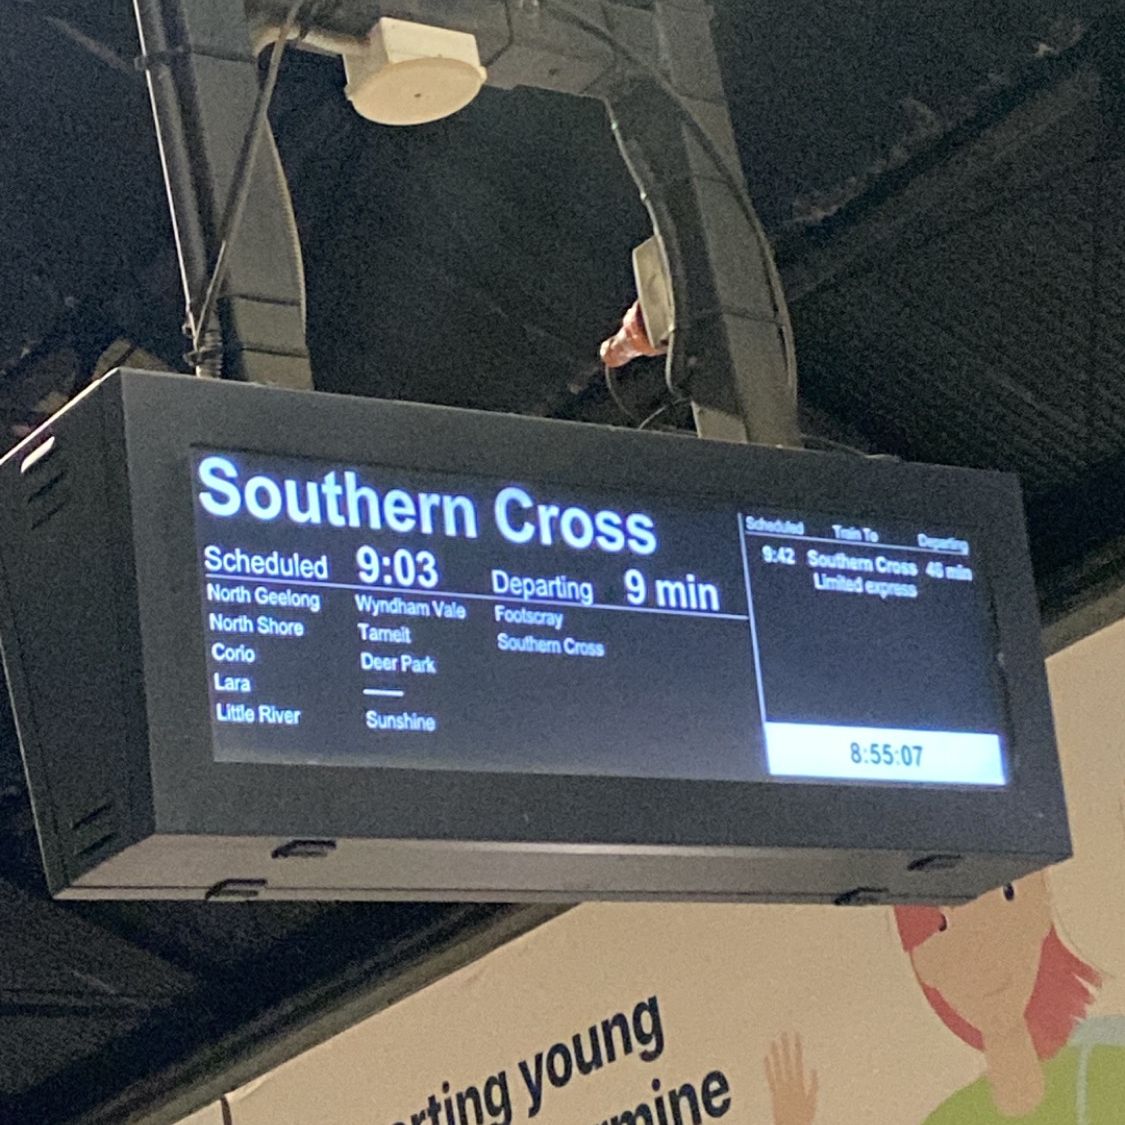 Southern Cross
Scheduled 9:03 Departing 9 min
North Geelong
North Shore
Corio
Lara
Little River
Wyndham Vale
Tarneit
Deer Park
Sunshine
Footscray
Southern Cross
Scheduled Train To Departing
9:42 Southern Cross 46 min
Limited express
8:55:07
young